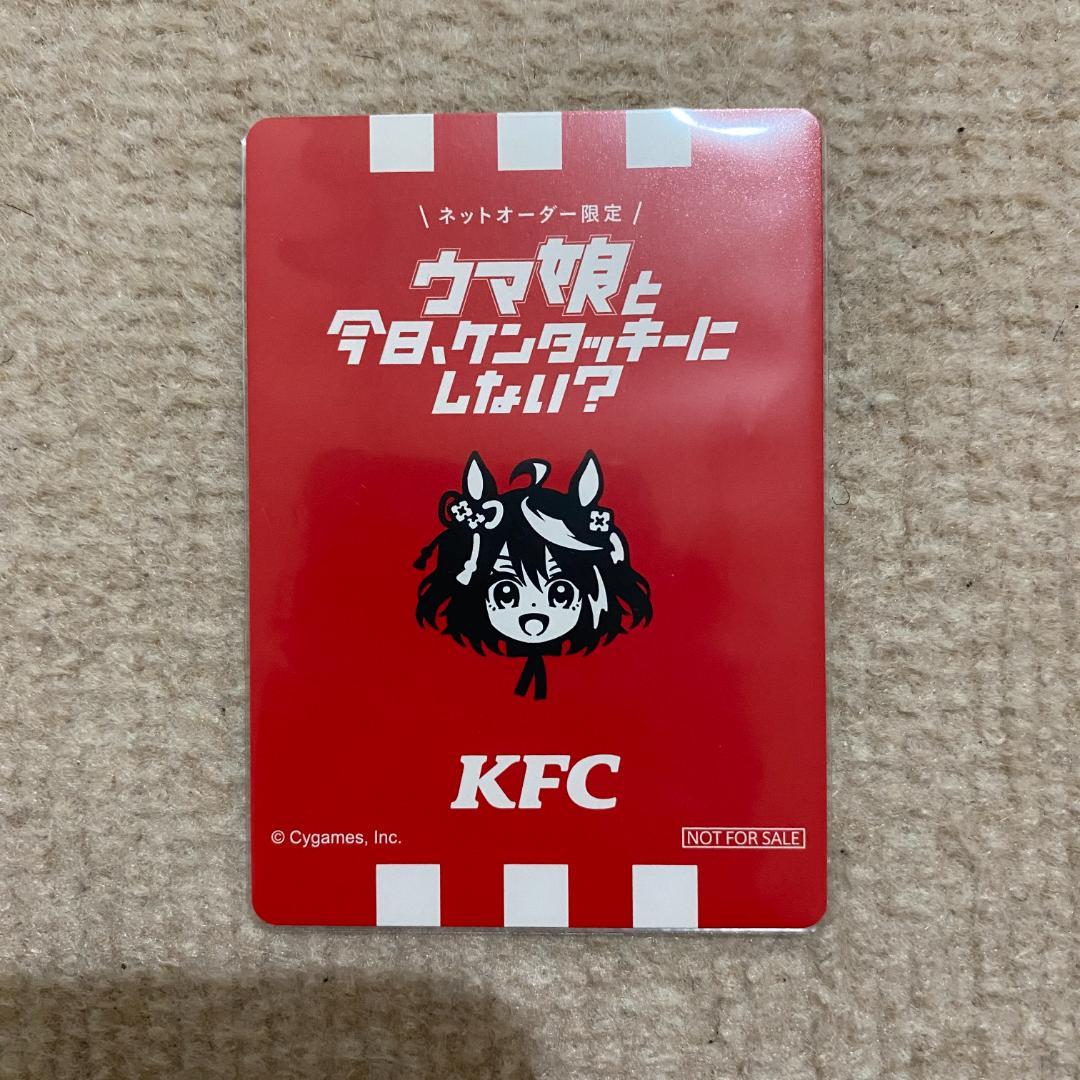 \ ネットオーダー限定 /
ウマ娘と
今日、ケンタッキーに
しない?
KFC
© Cygames, Inc.
NOT FOR SALE